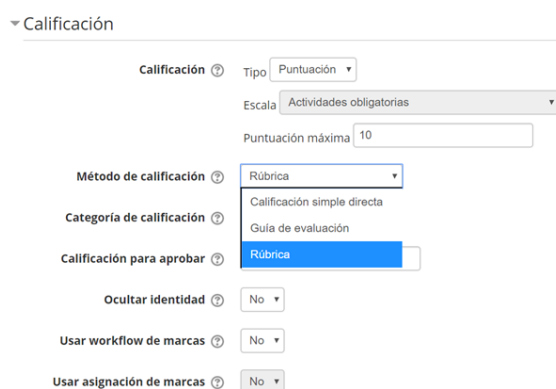 Calificación
Calificación Tipo Puntuación
Escala Actividades obligatorias
Puntuación máxima 10
Método de calificación Rúbrica
Calificación simple directa
Categoría de calificación
Guía de evaluación
Rúbrica
Calificación para aprobar
Ocultar identidad No
Usar workflow de marcas No
Usar asignación de marcas No